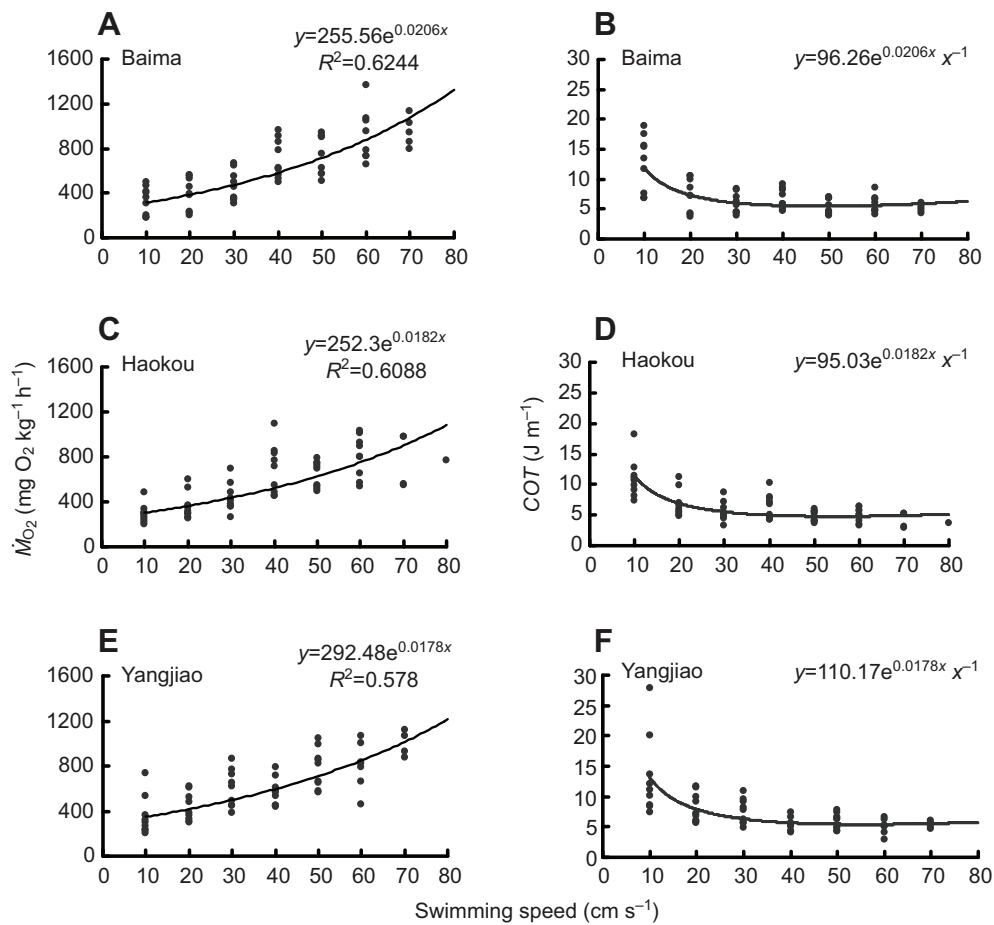 A
y=255.56e^0.0206x
R²=0.6244
Baima
1600
1200
800
400
0
0 10 20 30 40 50 60 70 80
B
y=96.26e^0.0206x x⁻¹
Baima
30
25
20
15
10
5
0
0 10 20 30 40 50 60 70 80
C
y=252.3e^0.0182x
R²=0.6088
Haokou
1600
1200
800
400
0
0 10 20 30 40 50 60 70 80
ṀO₂ (mg O₂ kg⁻¹ h⁻¹)
D
y=95.03e^0.0182x x⁻¹
Haokou
30
25
20
15
10
5
0
0 10 20 30 40 50 60 70 80
COT (J m⁻¹)
E
y=292.48e^0.0178x
R²=0.578
Yangjiao
1600
1200
800
400
0
0 10 20 30 40 50 60 70 80
F
y=110.17e^0.0178x x⁻¹
Yangjiao
30
25
20
15
10
5
0
0 10 20 30 40 50 60 70 80
Swimming speed (cm s⁻¹)